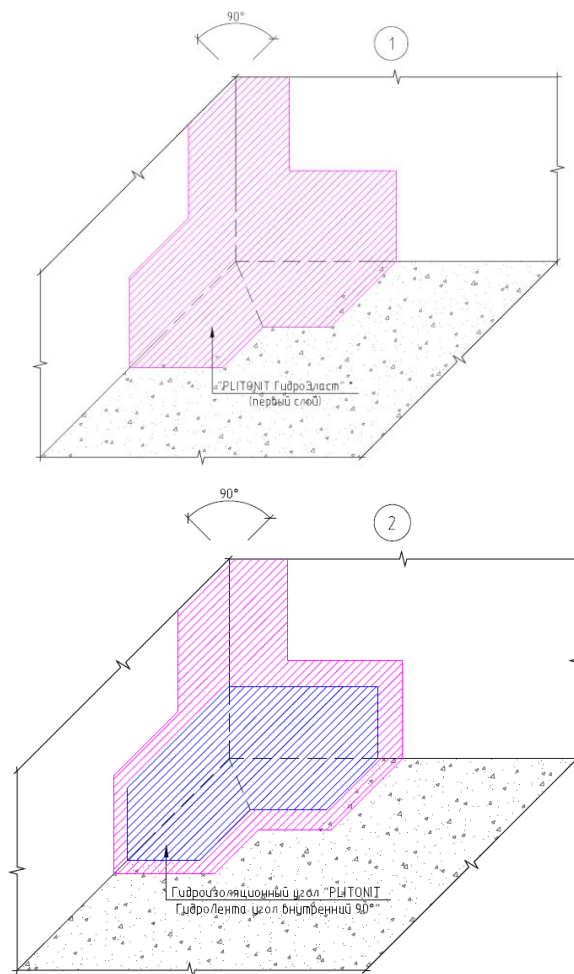 90°
1
"PLITONIT ГидроЭласт"
(первый слой)
90°
2
Гидроизоляционный угол "PLITONIT
ГидроЛента угол внутренний 90°"